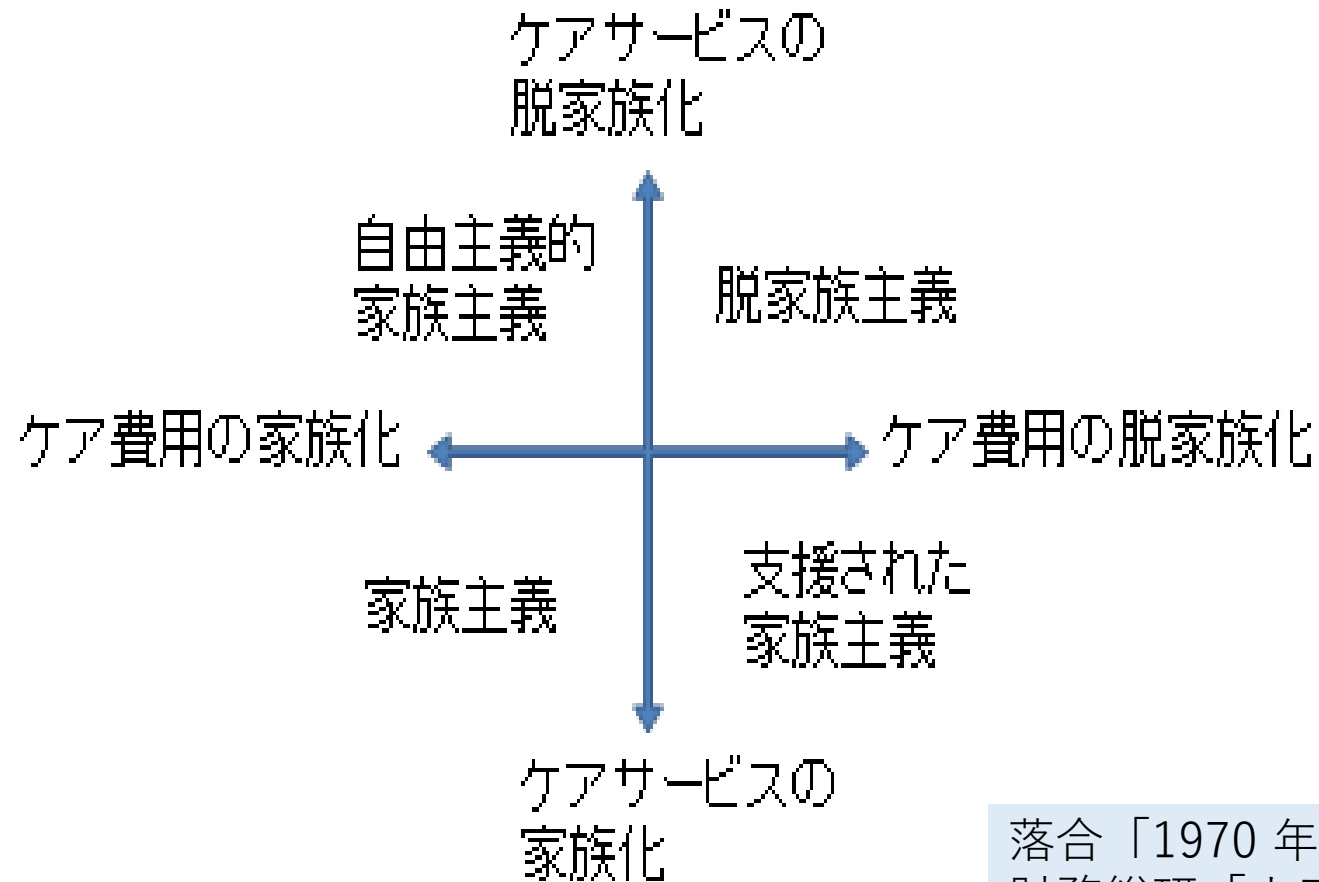 ケアサービスの
脱家族化
自由主義的
家族主義
脱家族主義
ケア費用の家族化
ケア費用の脱家族化
家族主義
支援された
家族主義
ケアサービスの
家族化
落合「1970 年